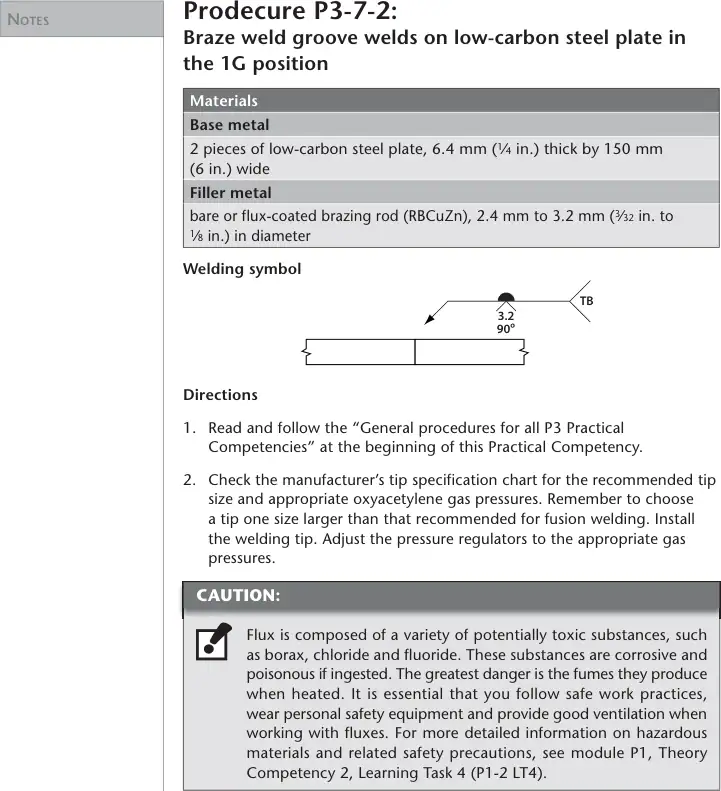 NOTES
Prodecure P3-7-2:
Braze weld groove welds on low-carbon steel plate in
the 1G position
Materials
Base metal
2 pieces of low-carbon steel plate, 6.4 mm (¼ in.) thick by 150 mm
(6 in.) wide
Filler metal
bare or flux-coated brazing rod (RBCuZn), 2.4 mm to 3.2 mm (3⁄32 in. to
⅛ in.) in diameter
Welding symbol
TB
3.2
90°
Directions
1. Read and follow the “General procedures for all P3 Practical
Competencies” at the beginning of this Practical Competency.
2. Check the manufacturer’s tip specification chart for the recommended tip
size and appropriate oxyacetylene gas pressures. Remember to choose
a tip one size larger than that recommended for fusion welding. Install
the welding tip. Adjust the pressure regulators to the appropriate gas
pressures.
CAUTION:
Flux is composed of a variety of potentially toxic substances, such
as borax, chloride and fluoride. These substances are corrosive and
poisonous if ingested. The greatest danger is the fumes they produce
when heated. It is essential that you follow safe work practices,
wear personal safety equipment and provide good ventilation when
working with fluxes. For more detailed information on hazardous
materials and related safety precautions, see module P1, Theory
Competency 2, Learning Task 4 (P1-2 LT4).